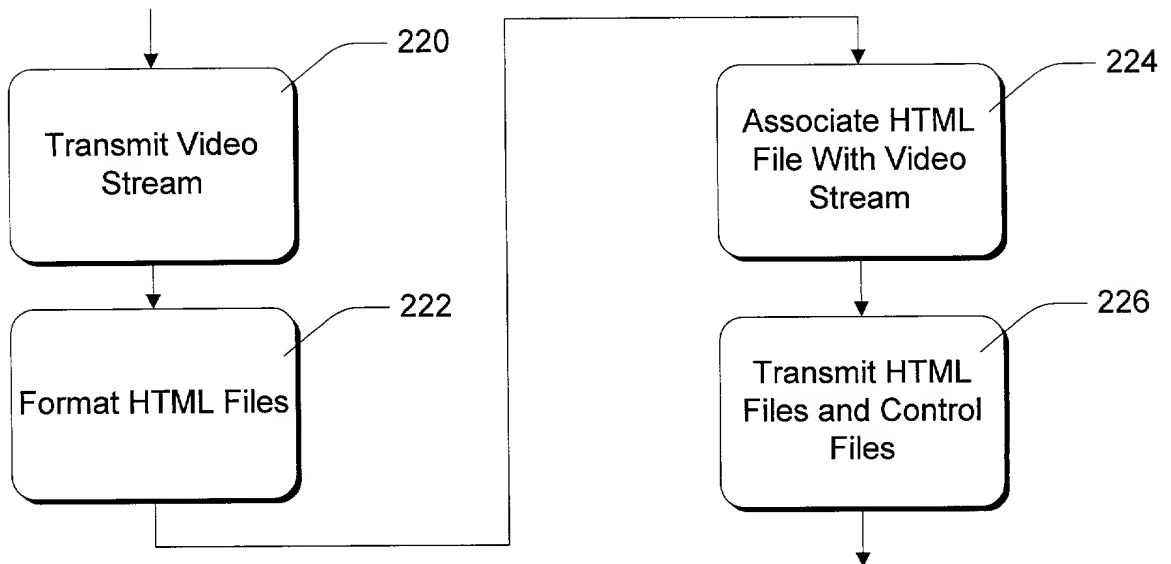 220
Transmit Video
Stream
222
Format HTML Files
224
Associate HTML
File With Video
Stream
226
Transmit HTML
Files and Control
Files